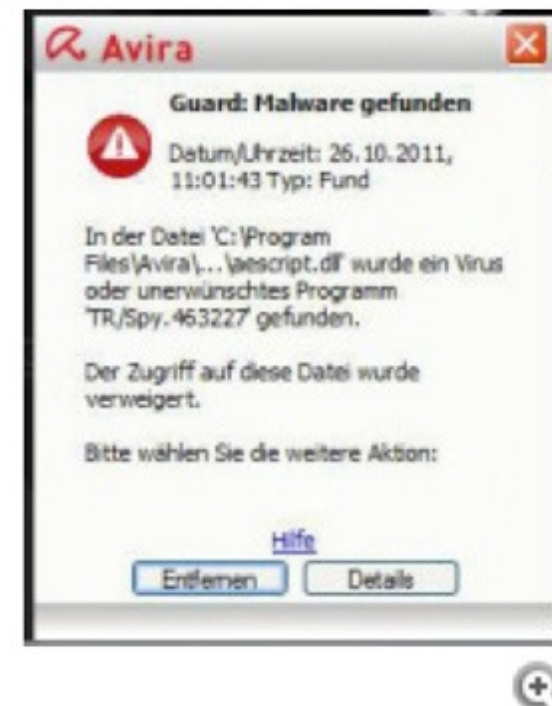 Avira
Guard: Malware gefunden
Datum/Uhrzeit: 26.10.2011,
11:01:43 Typ: Fund
In der Datei 'C:\Program
Files\Avira\...\aescript.dll' wurde ein Virus
oder unerwünschtes Programm
'TR/Spy.463227' gefunden.
Der Zugriff auf diese Datei wurde
verweigert.
Bitte wählen Sie die weitere Aktion:
Hilfe
Entfernen Details